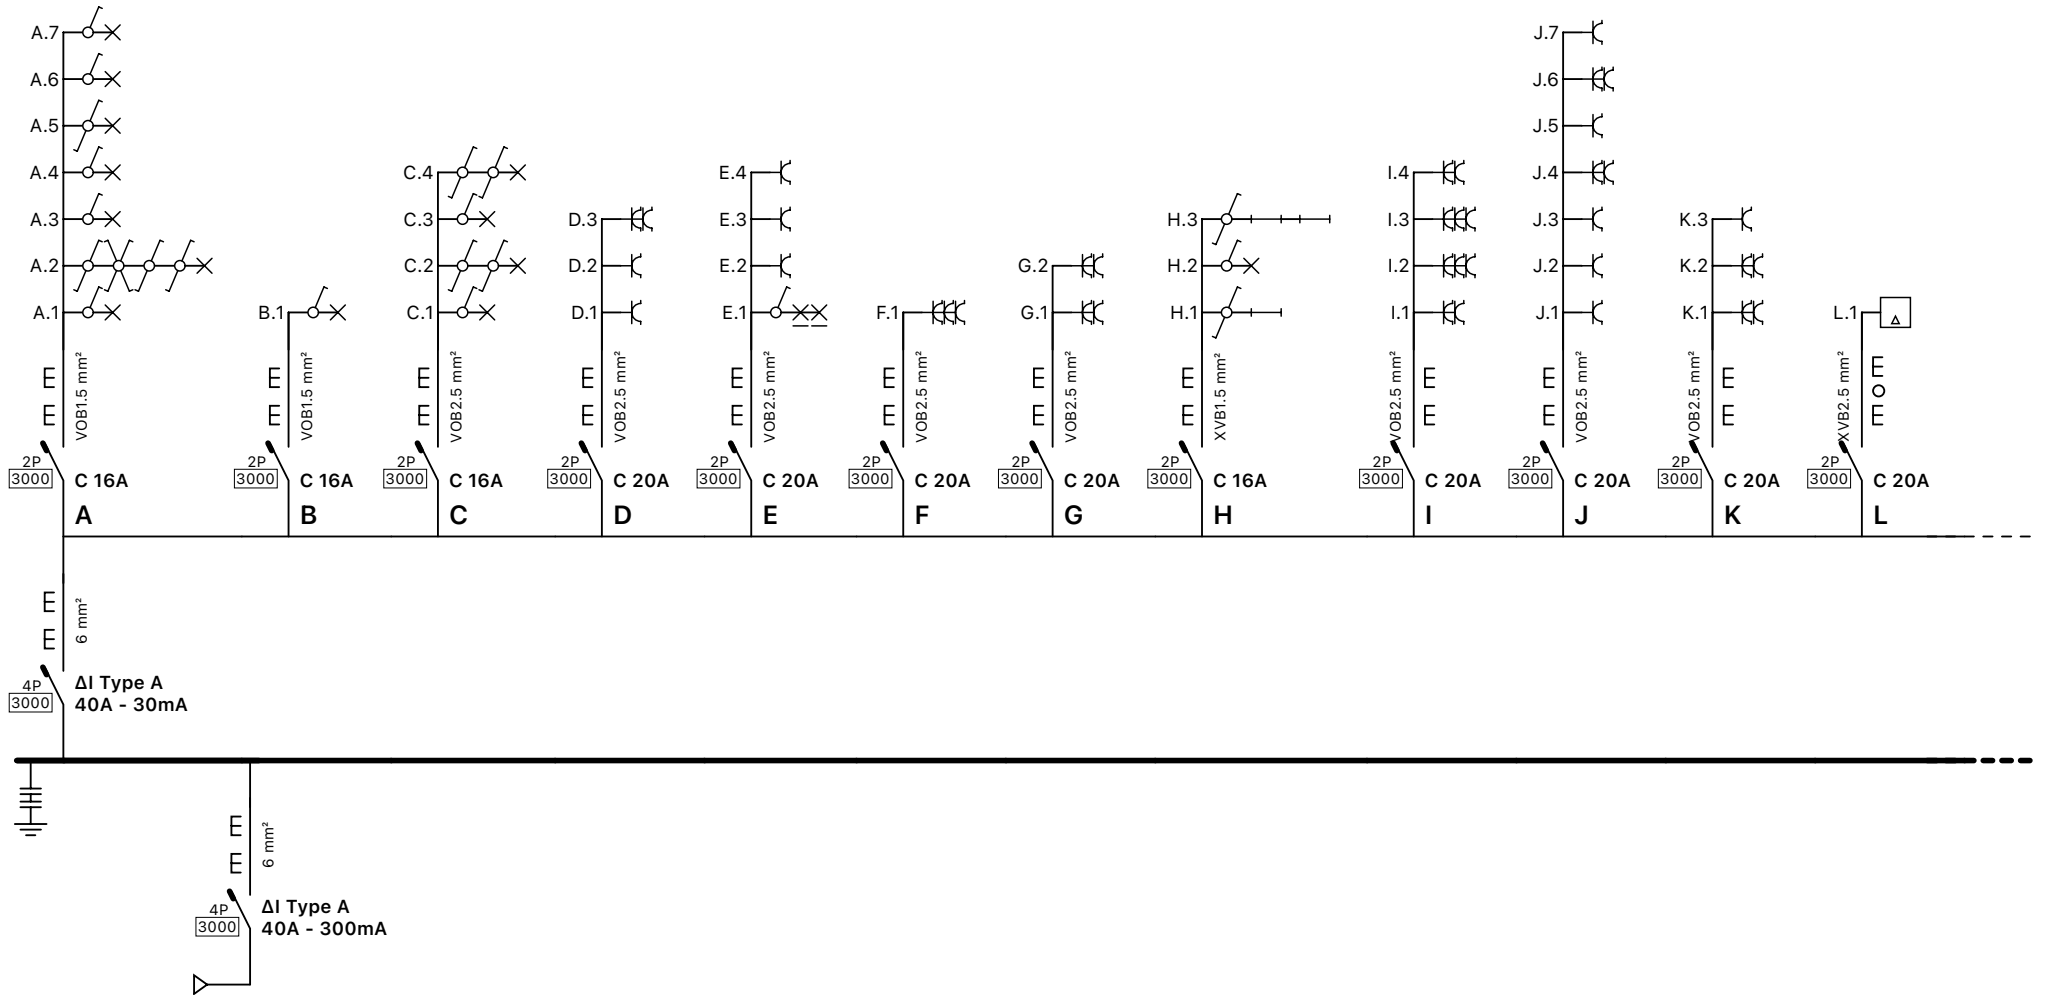 A.7
A.6
A.5
A.4
A.3
A.2
A.1
VOB1.5 mm²
2P
3000
C 16A
A
B.1
VOB1.5 mm²
2P
3000
C 16A
B
C.4
C.3
C.2
C.1
VOB2.5 mm²
2P
3000
C 16A
C
D.3
D.2
D.1
VOB2.5 mm²
2P
3000
C 20A
D
E.4
E.3
E.2
E.1
VOB2.5 mm²
2P
3000
C 20A
E
F.1
VOB2.5 mm²
2P
3000
C 20A
F
G.2
G.1
VOB2.5 mm²
2P
3000
C 20A
G
H.3
H.2
H.1
XVB1.5 mm²
2P
3000
C 16A
H
I.4
I.3
I.2
I.1
VOB2.5 mm²
2P
3000
C 20A
I
J.7
J.6
J.5
J.4
J.3
J.2
J.1
VOB2.5 mm²
2P
3000
C 20A
J
K.3
K.2
K.1
VOB2.5 mm²
2P
3000
C 20A
K
L.1
XVB2.5 mm²
2P
3000
C 20A
L
6 mm²
4P
3000
ΔI Type A
40A - 30mA
6 mm²
4P
3000
ΔI Type A
40A - 300mA